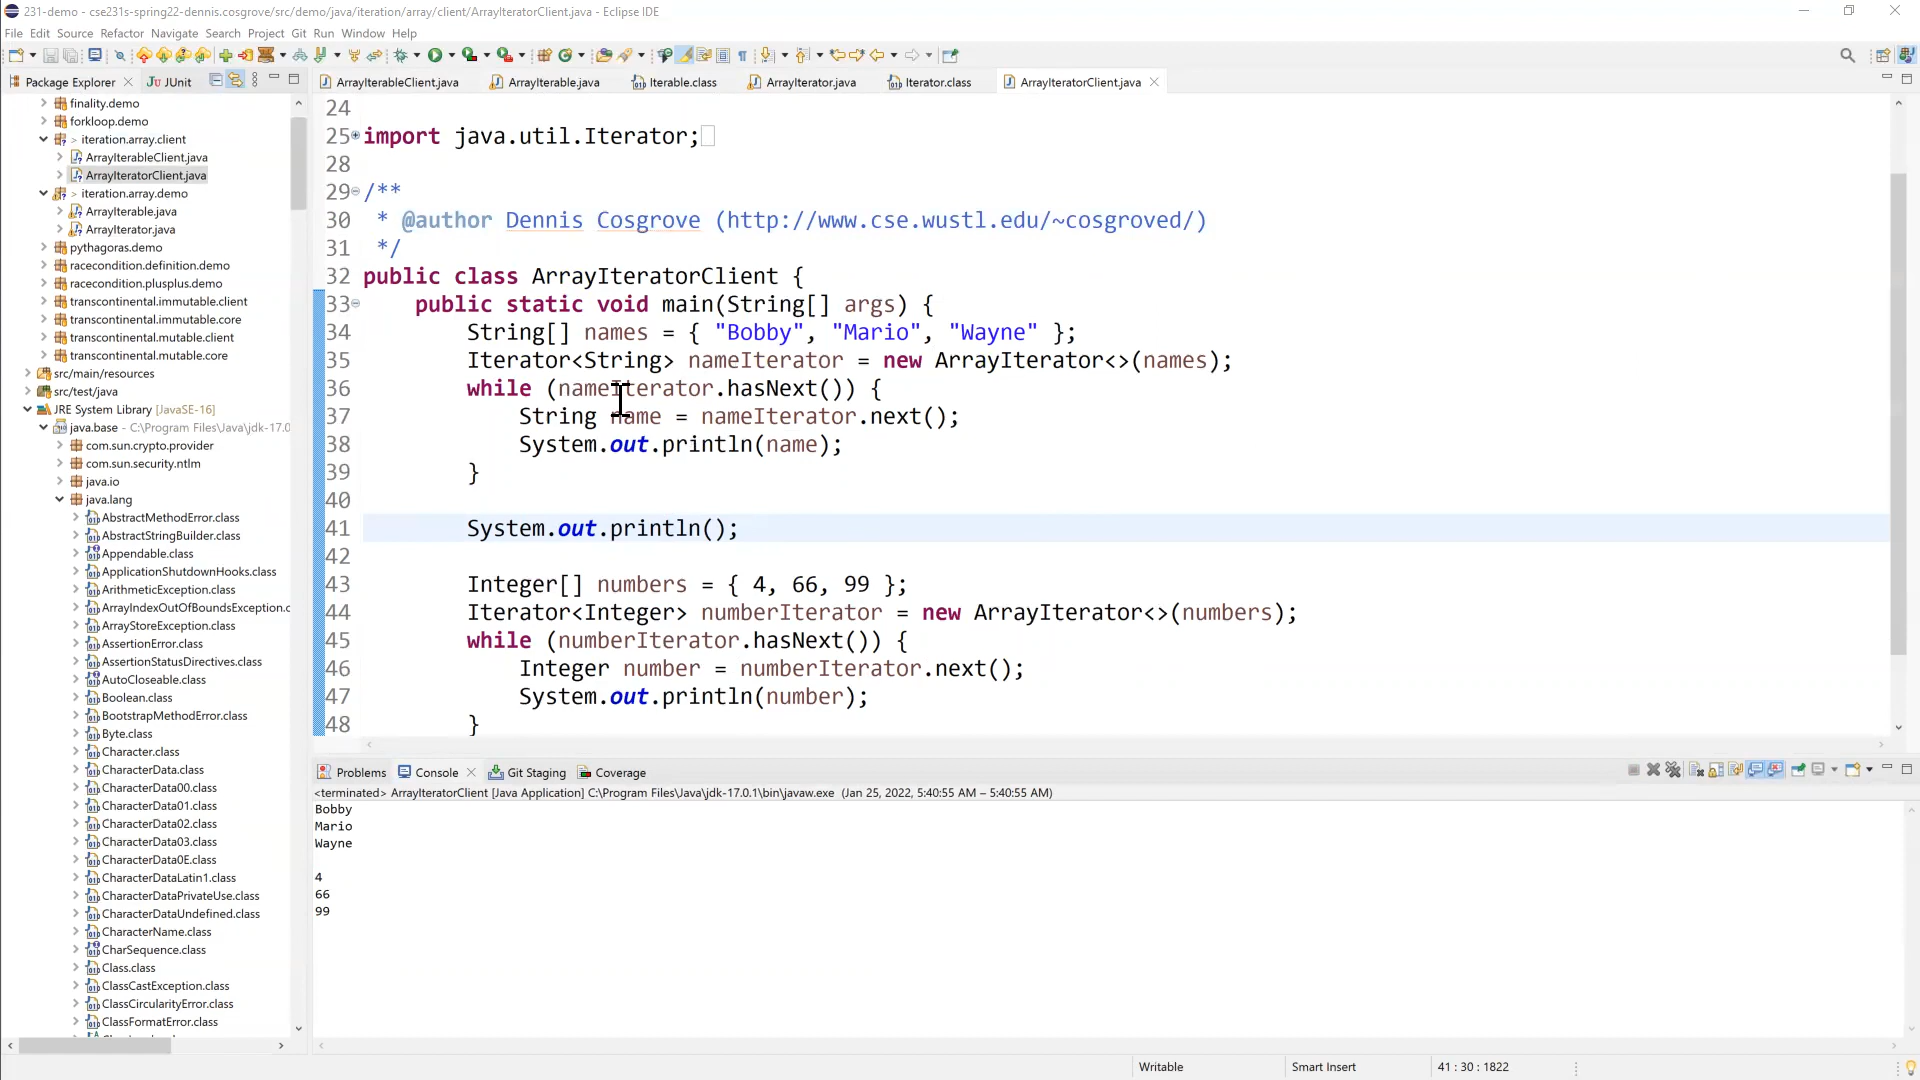 231-demo - cse231s-spring22-dennis.cosgrove/src/demo/java/iteration/array/client/ArrayIteratorClient.java - Eclipse IDE
File Edit Source Refactor Navigate Search Project Git Run Window Help
Package Explorer
JUnit
finality.demo
forkloop.demo
> iteration.array.client
ArrayIterableClient.java
ArrayIteratorClient.java
> iteration.array.demo
ArrayIterable.java
ArrayIterator.java
pythagoras.demo
racecondition.definition.demo
racecondition.plusplus.demo
transcontinental.immutable.client
transcontinental.immutable.core
transcontinental.mutable.client
transcontinental.mutable.core
src/main/resources
src/test/java
JRE System Library [JavaSE-16]
java.base - C:\Program Files\Java\jdk-17.0
com.sun.crypto.provider
com.sun.security.ntlm
java.io
java.lang
AbstractMethodError.class
AbstractStringBuilder.class
Appendable.class
ApplicationShutdownHooks.class
ArithmeticException.class
ArrayIndexOutOfBoundsException.c
ArrayStoreException.class
AssertionError.class
AssertionStatusDirectives.class
AutoCloseable.class
Boolean.class
BootstrapMethodError.class
Byte.class
Character.class
CharacterData.class
CharacterData00.class
CharacterData01.class
CharacterData02.class
CharacterData03.class
CharacterData0E.class
CharacterDataLatin1.class
CharacterDataPrivateUse.class
CharacterDataUndefined.class
CharacterName.class
CharSequence.class
Class.class
ClassCastException.class
ClassCircularityError.class
ClassFormatError.class
ArrayIterableClient.java
ArrayIterable.java
Iterable.class
ArrayIterator.java
Iterator.class
ArrayIteratorClient.java
24
25 import java.util.Iterator;
28
29 /**
30 * @author Dennis Cosgrove (http://www.cse.wustl.edu/~cosgroved/)
31 */
32 public class ArrayIteratorClient {
33 public static void main(String[] args) {
34 String[] names = { "Bobby", "Mario", "Wayne" };
35 Iterator<String> nameIterator = new ArrayIterator<>(names);
36 while (nameIterator.hasNext()) {
37 String name = nameIterator.next();
38 System.out.println(name);
39 }
40
41 System.out.println();
42
43 Integer[] numbers = { 4, 66, 99 };
44 Iterator<Integer> numberIterator = new ArrayIterator<>(numbers);
45 while (numberIterator.hasNext()) {
46 Integer number = numberIterator.next();
47 System.out.println(number);
48 }
Problems
Console
Git Staging
Coverage
<terminated> ArrayIteratorClient [Java Application] C:\Program Files\Java\jdk-17.0.1\bin\javaw.exe (Jan 25, 2022, 5:40:55 AM – 5:40:55 AM)
Bobby
Mario
Wayne
4
66
99
Writable
Smart Insert
41 : 30 : 1822